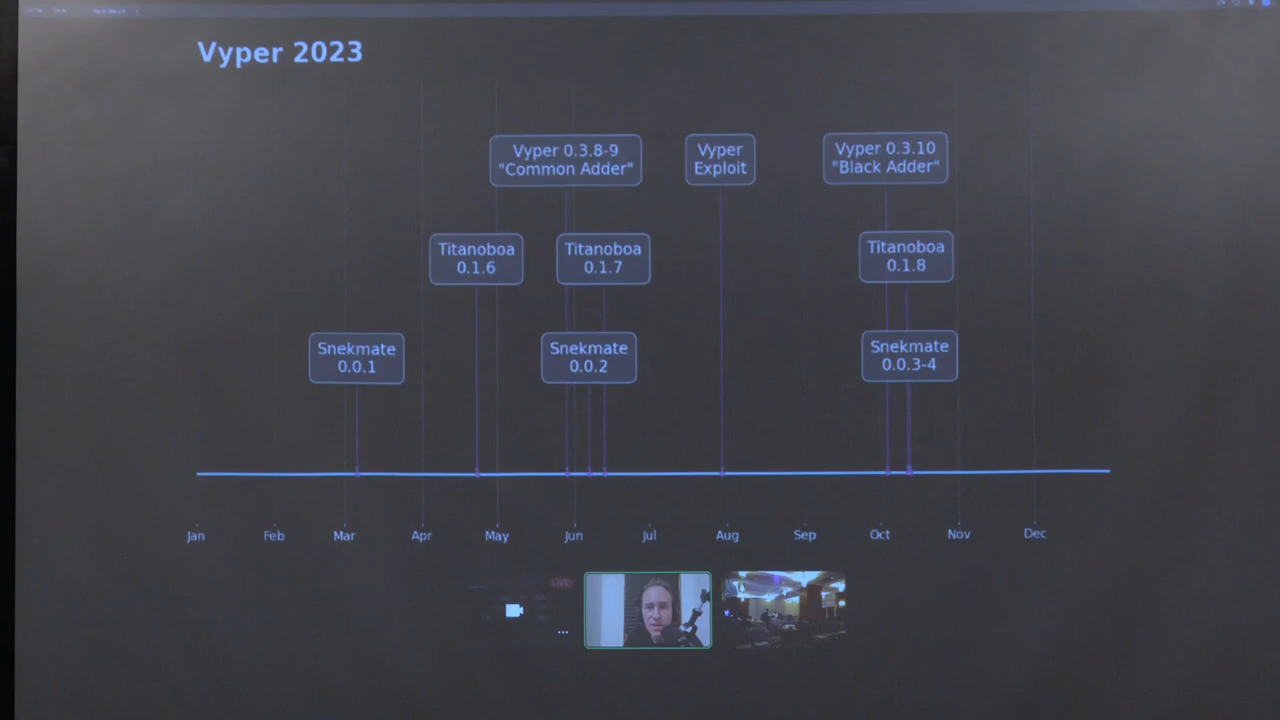 Vyper 2023
Vyper 0.3.8-9
"Common Adder"
Vyper
Exploit
Vyper 0.3.10
"Black Adder"
Titanoboa
0.1.6
Titanoboa
0.1.7
Titanoboa
0.1.8
Snekmate
0.0.1
Snekmate
0.0.2
Snekmate
0.0.3-4
Jan Feb Mar Apr May Jun Jul Aug Sep Oct Nov Dec
LIVE